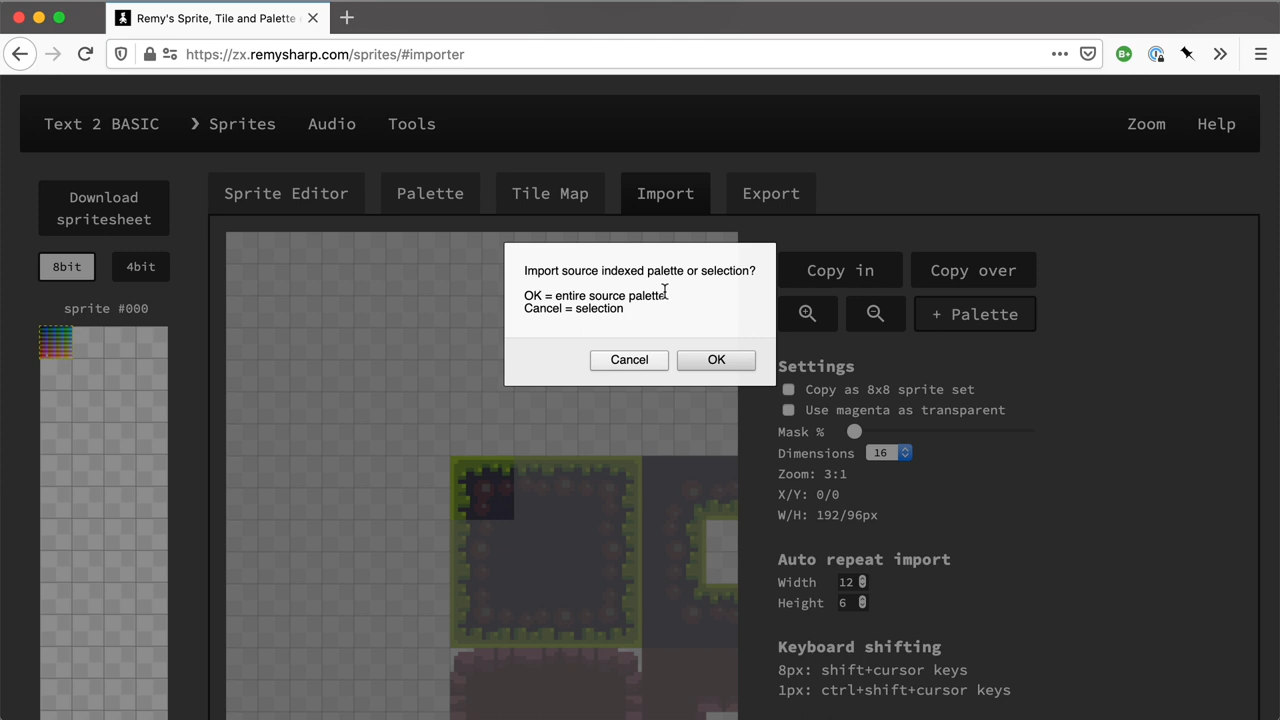 Remy's Sprite, Tile and Palette
https://zx.remysharp.com/sprites/#importer
Text 2 BASIC
Sprites
Audio
Tools
Zoom
Help
Download
spritesheet
8bit
4bit
sprite #000
Sprite Editor
Palette
Tile Map
Import
Export
Import source indexed palette or selection?
OK = entire source palette
Cancel = selection
Cancel
OK
Copy in
Copy over
+ Palette
Settings
Copy as 8x8 sprite set
Use magenta as transparent
Mask %
Dimensions 16
Zoom: 3:1
X/Y: 0/0
W/H: 192/96px
Auto repeat import
Width 12
Height 6
Keyboard shifting
8px: shift+cursor keys
1px: ctrl+shift+cursor keys